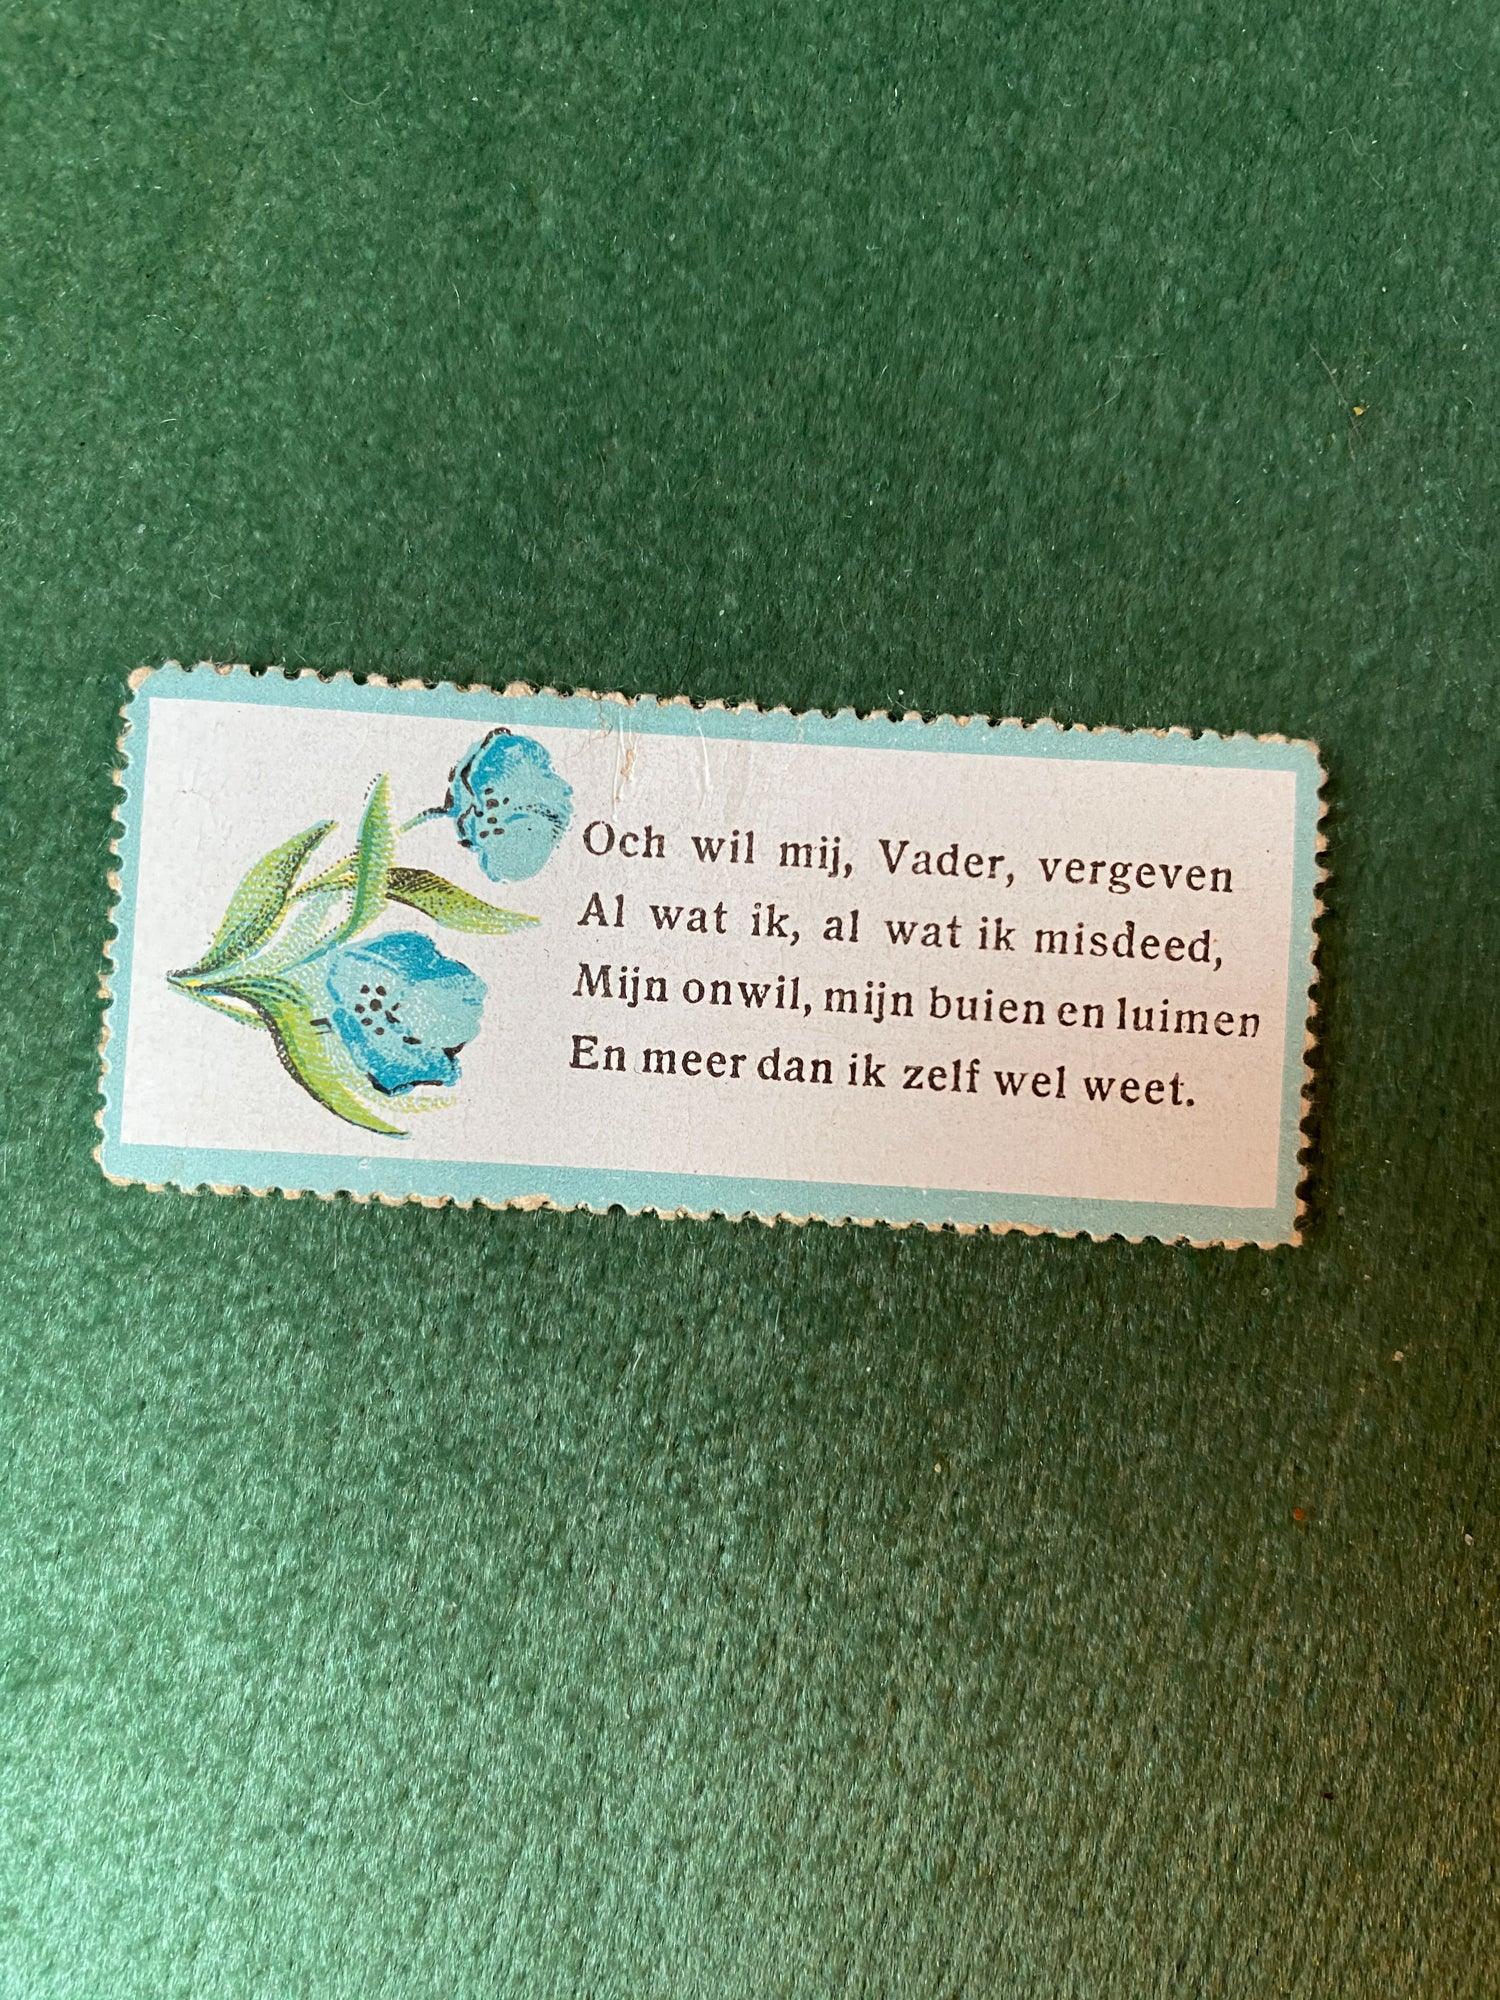 Och wil mij, Vader, vergeven
Al wat ik, al wat ik misdeed,
Mijn onwil, mijn buien en luimen
En meer dan ik zelf wel weet.